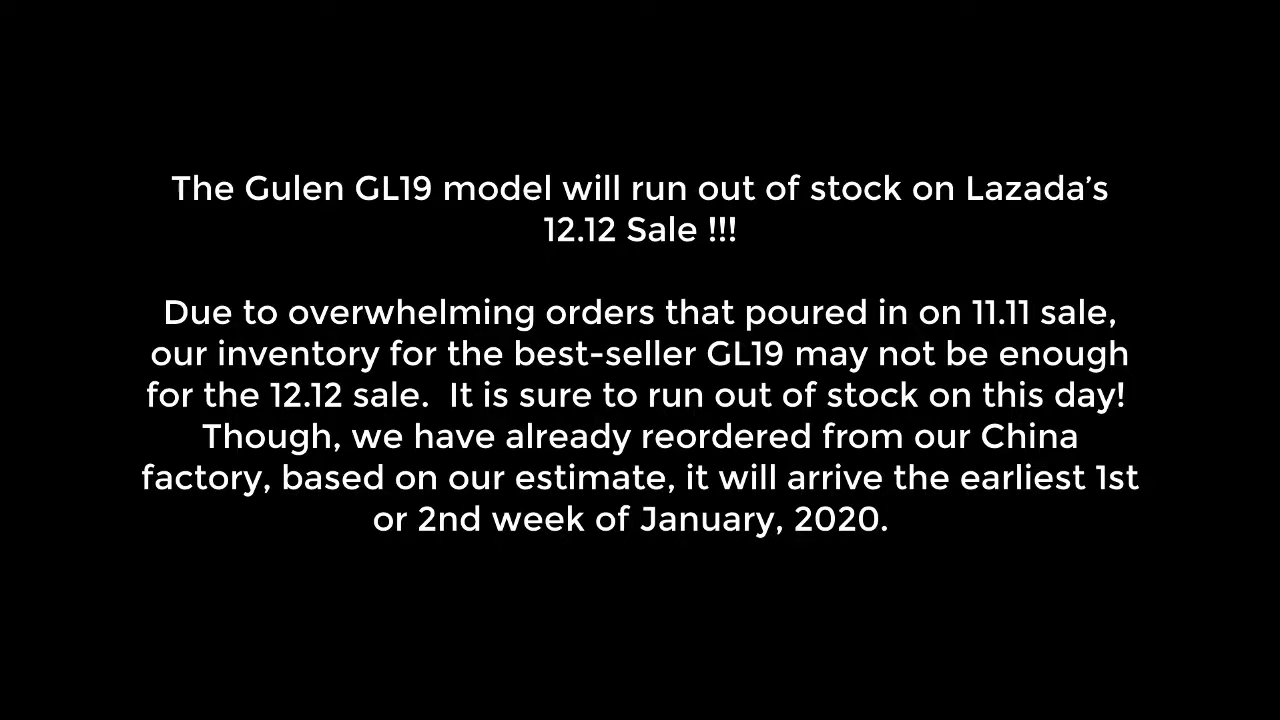 The Gulen GL19 model will run out of stock on Lazada’s
12.12 Sale !!!
Due to overwhelming orders that poured in on 11.11 sale,
our inventory for the best-seller GL19 may not be enough
for the 12.12 sale.  It is sure to run out of stock on this day!
Though, we have already reordered from our China
factory, based on our estimate, it will arrive the earliest 1st
or 2nd week of January, 2020.